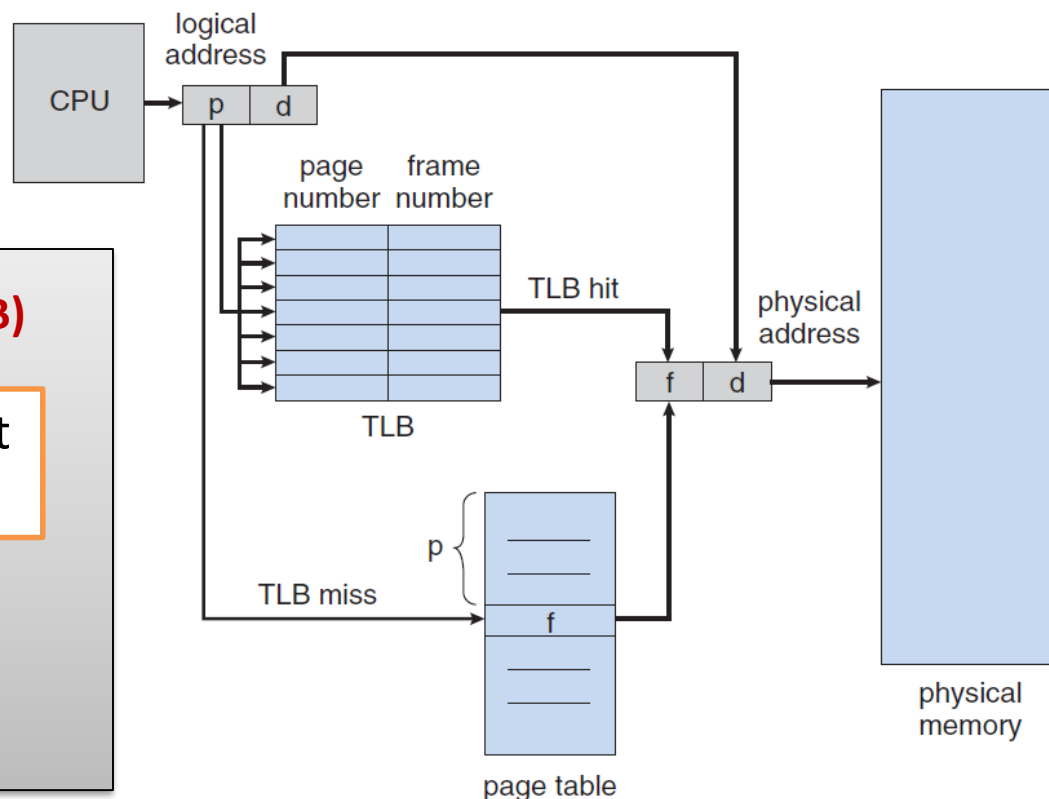 logical
address
CPU
p d
page frame
number number
B)
TLB hit
physical
address
f d
t
TLB
p
TLB miss
f
physical
memory
page table